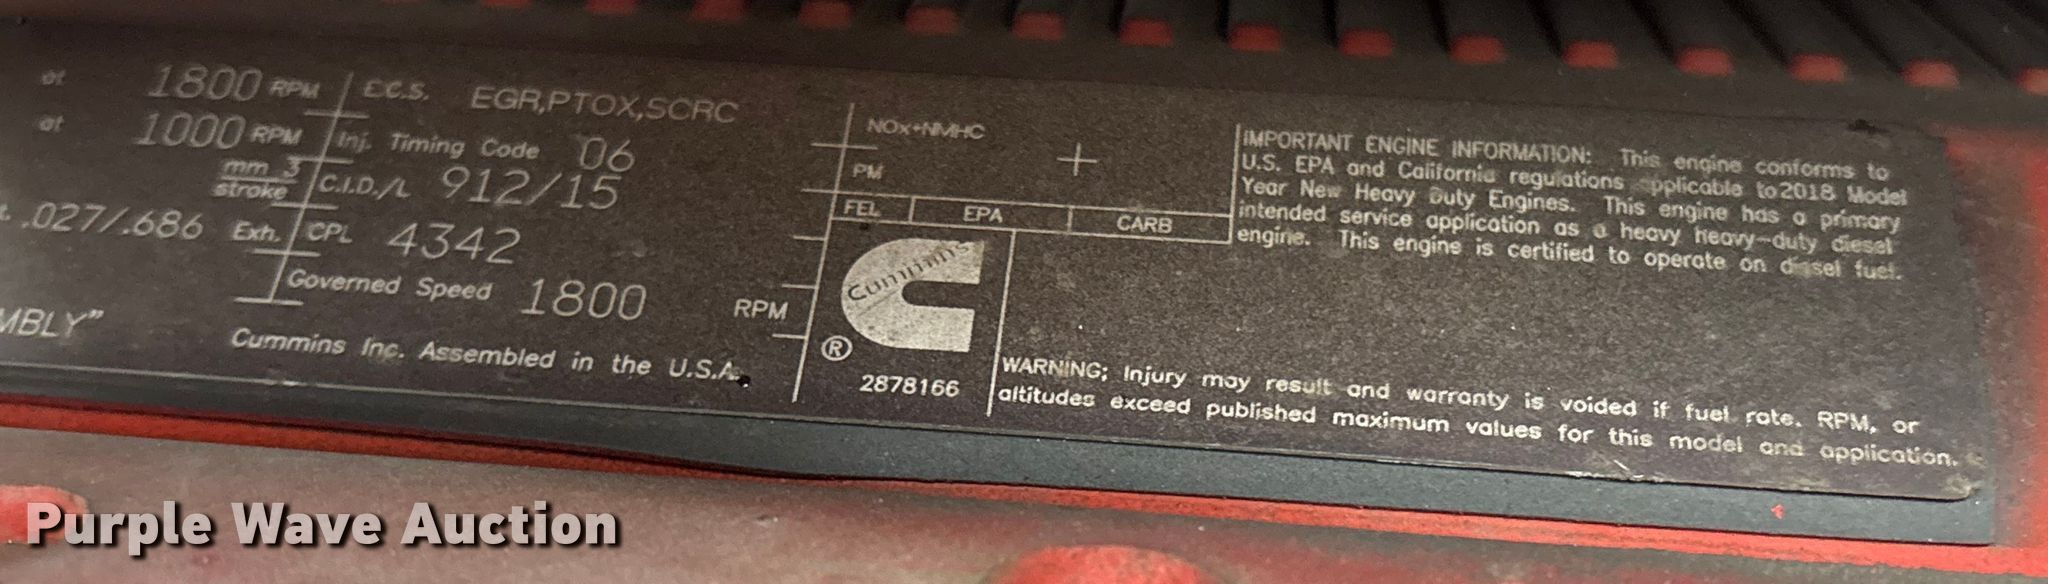 at 1800 RPM
at 1000 RPM
mm 3
stroke
.027/.686 Exh.
MBLY"
E.C.S. EGR,PTOX,SCRC
Inj. Timing Code 06
C.I.D./L 912/15
CPL 4342
Governed Speed 1800 RPM
Cummins Inc. Assembled in the U.S.A.
NOx+NMHC
+
PM
FEL EPA CARB
Cummins
®
2878166
IMPORTANT ENGINE INFORMATION: This engine conforms to
U.S. EPA and California regulations applicable to 2018 Model
Year New Heavy Duty Engines. This engine has a primary
intended service application as a heavy heavy-duty diesel
engine. This engine is certified to operate on diesel fuel.
WARNING; Injury may result and warranty is voided if fuel rate. RPM, or
altitudes exceed published maximum values for this model and application.
Purple Wave Auction